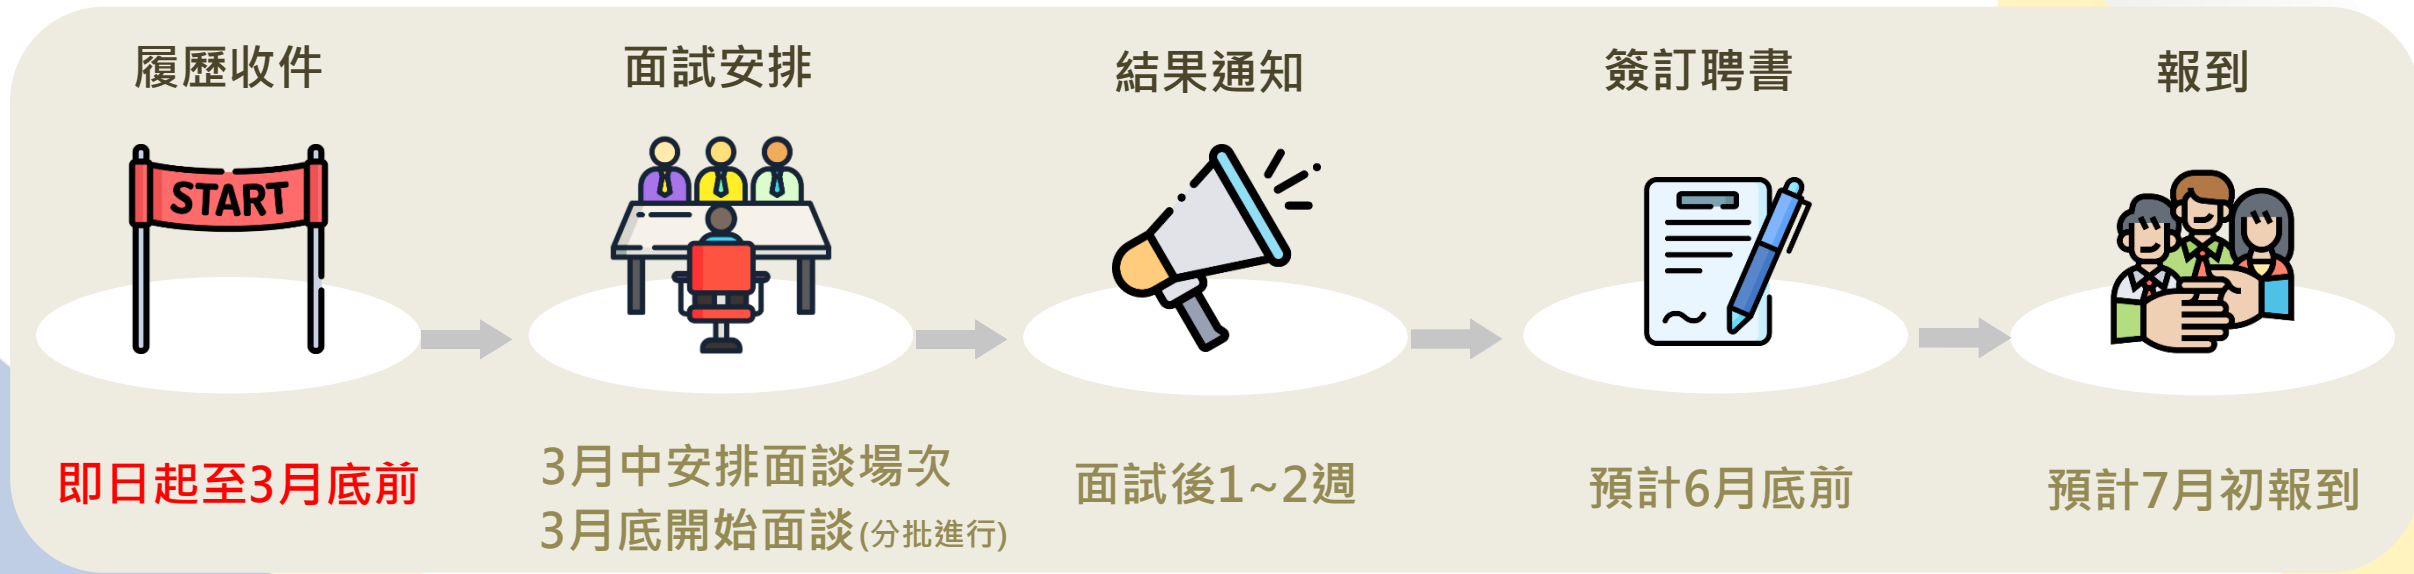 履歷收件
START
即日起至3月底前
面試安排
3月中安排面談場次
3月底開始面談(分批進行)
結果通知
面試後1~2週
簽訂聘書
預計6月底前
報到
預計7月初報到